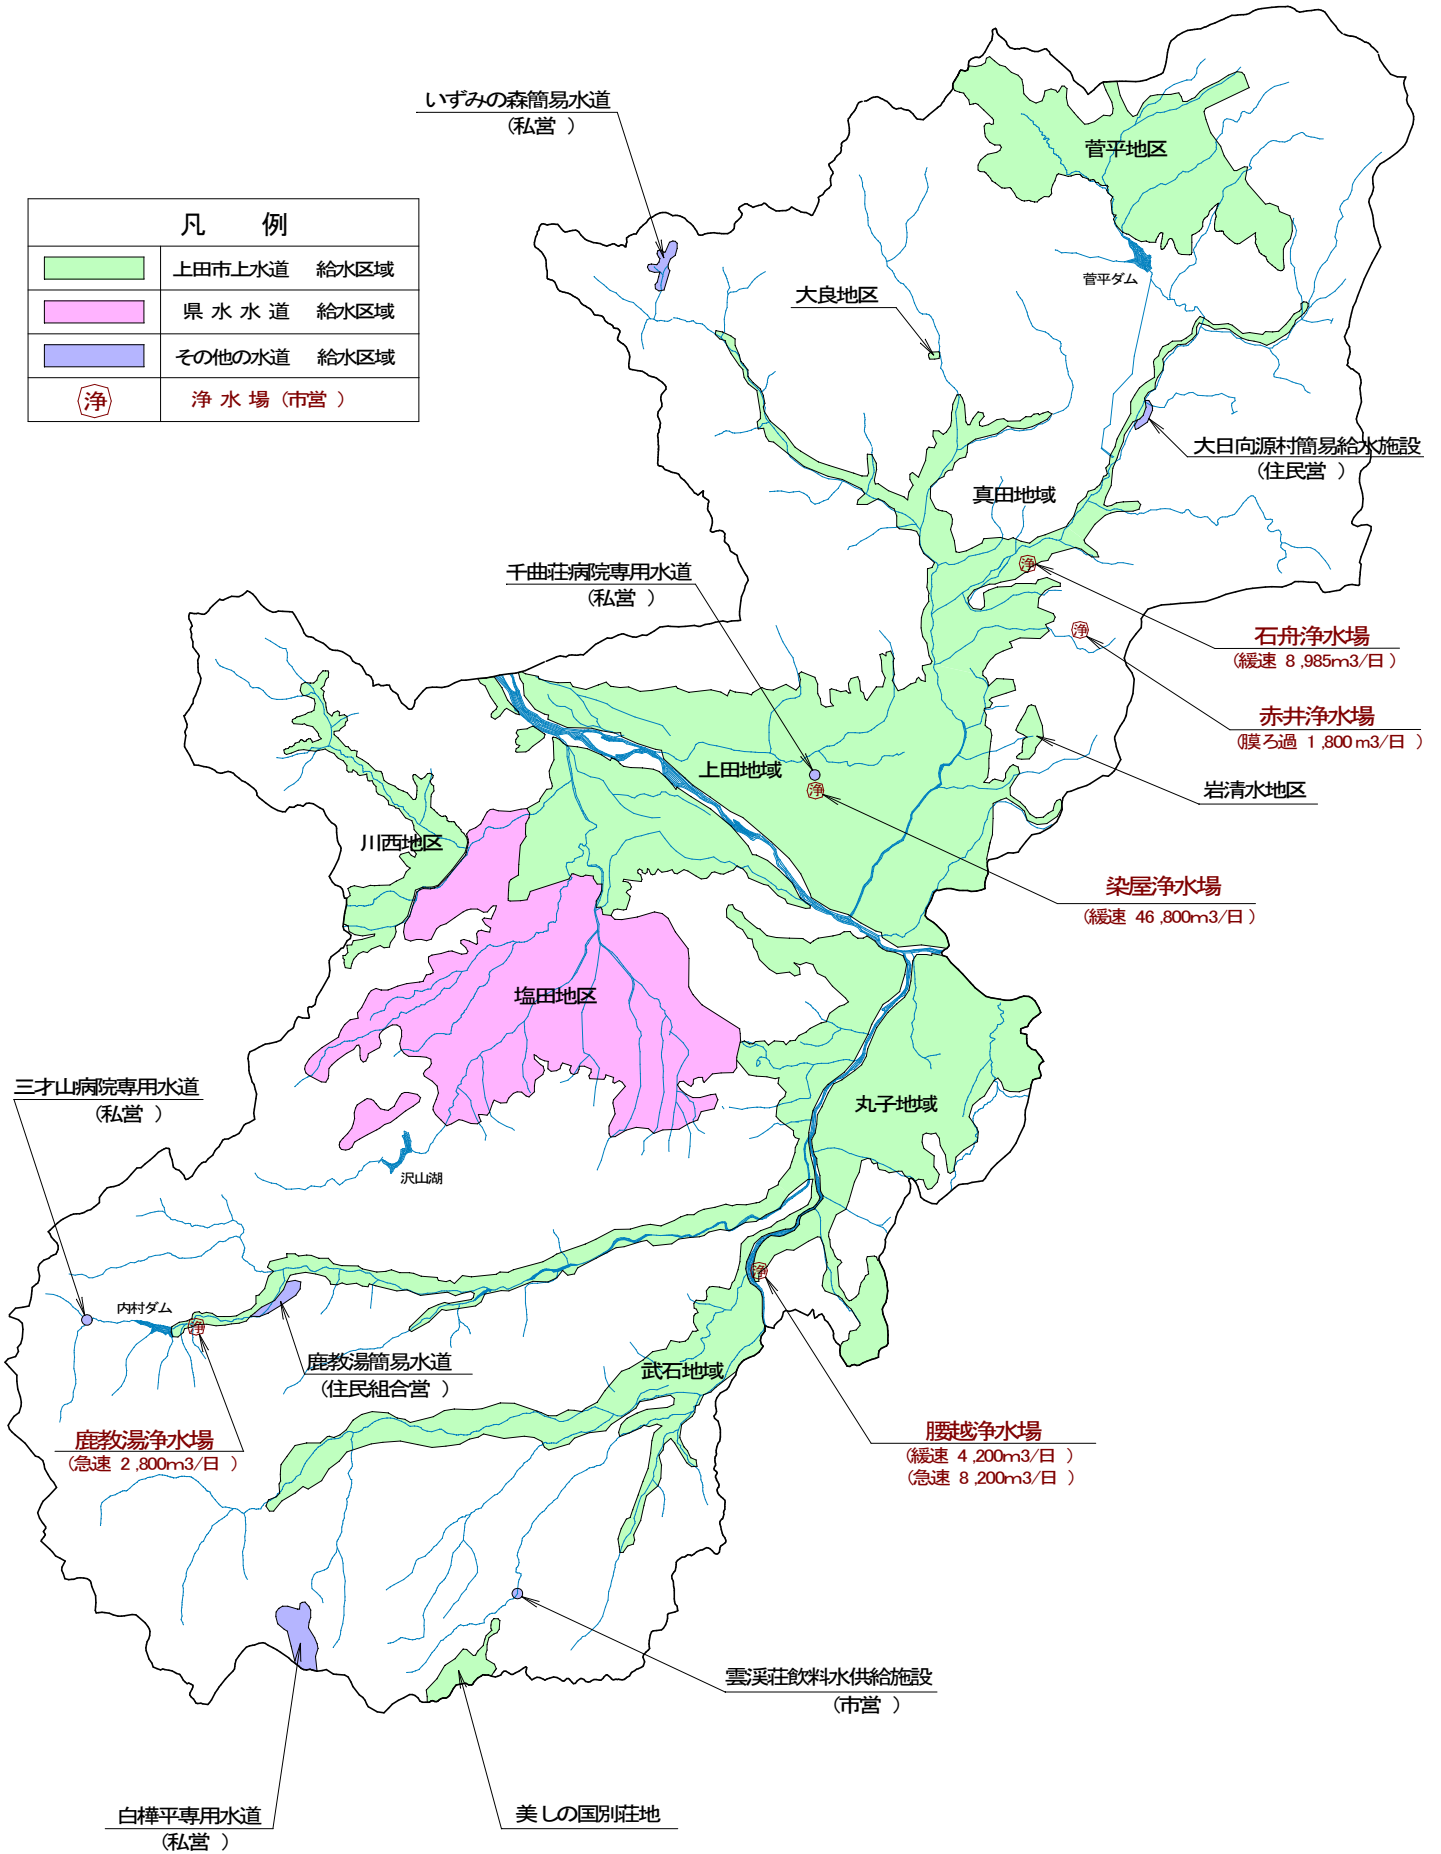 いずみの森簡易水道
(私営 )
菅平地区
凡 例
上田市上水道 給水区域
県水水道 給水区域
その他の水道 給水区域
浄 浄水場 (市営 )
菅平ダム
大良地区
大日向源村簡易給水施設
(住民営 )
真田地域
千曲荘病院専用水道
(私営 )
浄
浄
石舟浄水場
(緩速 8,985m3/日 )
赤井浄水場
(膜ろ過 1,800m3/日 )
上田地域
浄
岩清水地区
川西地区
染屋浄水場
(緩速 46,800m3/日 )
塩田地区
三才山病院専用水道
(私営 )
丸子地域
沢山湖
浄
内村ダム
浄
鹿教湯簡易水道
(住民組合営 )
武石地域
鹿教湯浄水場
(急速 2,800m3/日 )
腰越浄水場
(緩速 4,200m3/日 )
(急速 8,200m3/日 )
雲渓荘飲料水供給施設
(市営 )
白樺平専用水道
(私営 )
美しの国別荘地